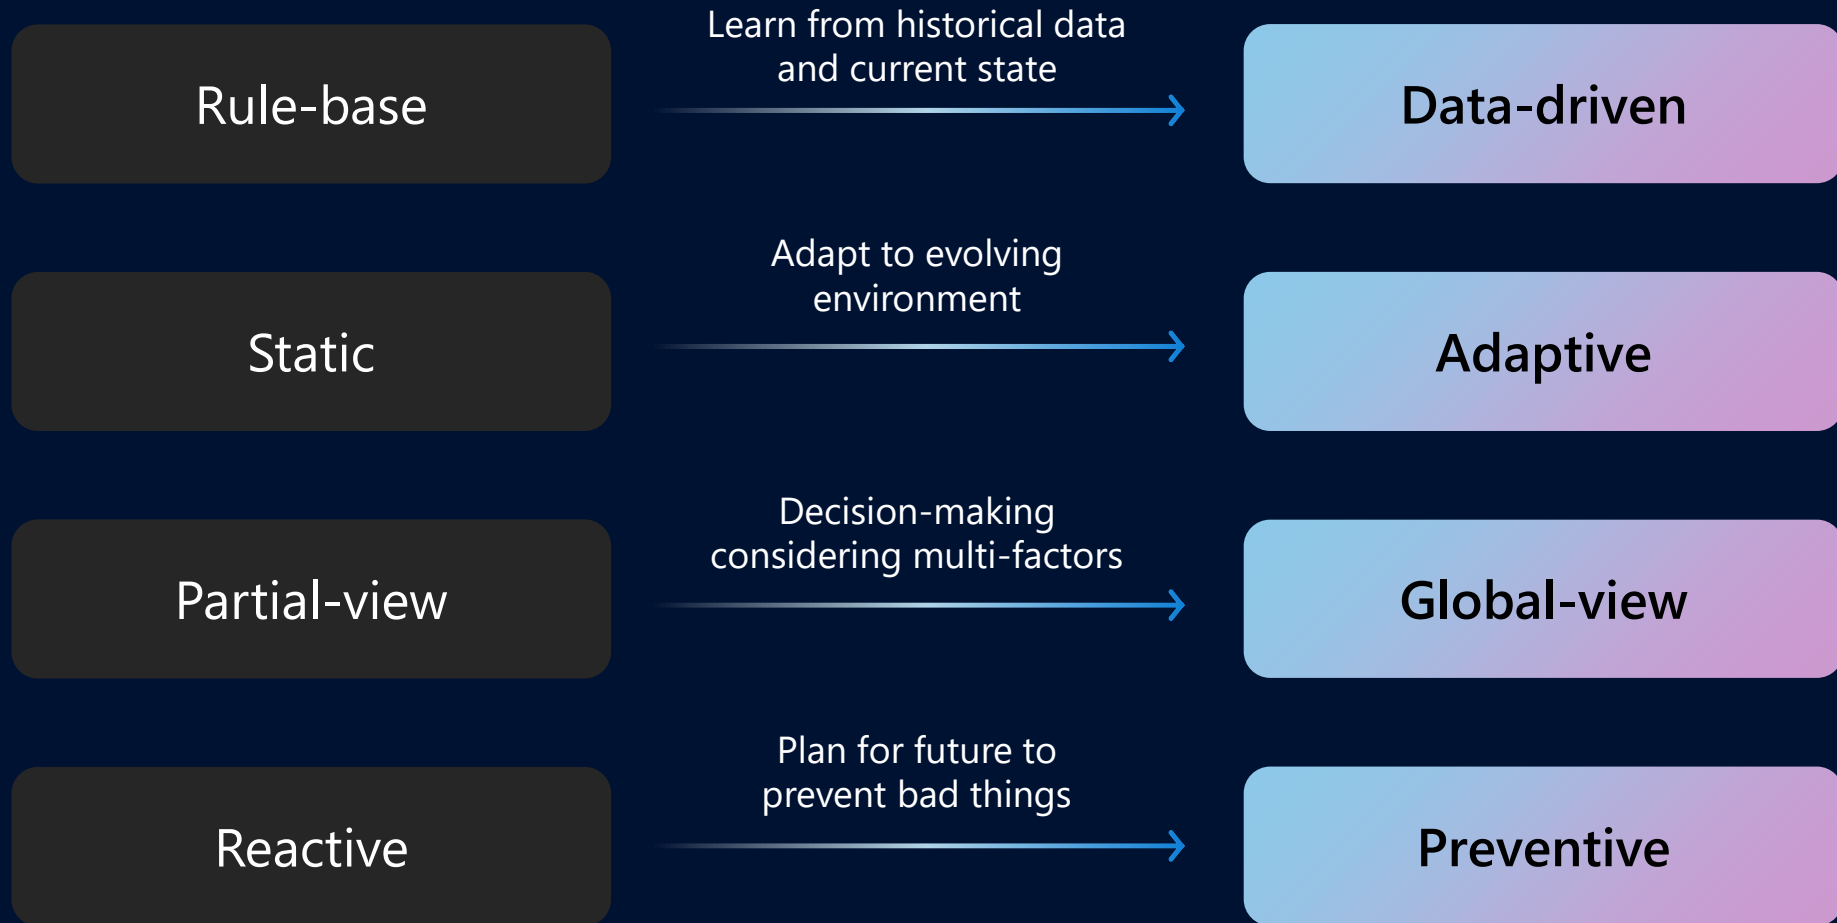 Rule-base
Learn from historical data
and current state
Data-driven
Static
Adapt to evolving
environment
Adaptive
Partial-view
Decision-making
considering multi-factors
Global-view
Reactive
Plan for future to
prevent bad things
Preventive